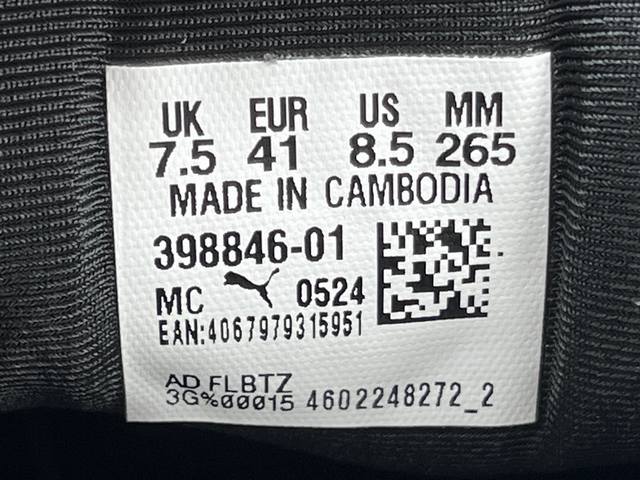 UK EUR US MM
7.5 41 8.5 265
MADE IN CAMBODIA
398846-01
MC 0524
EAN:4067979315951
AD FLBTZ
3G%00015 4602248272_2